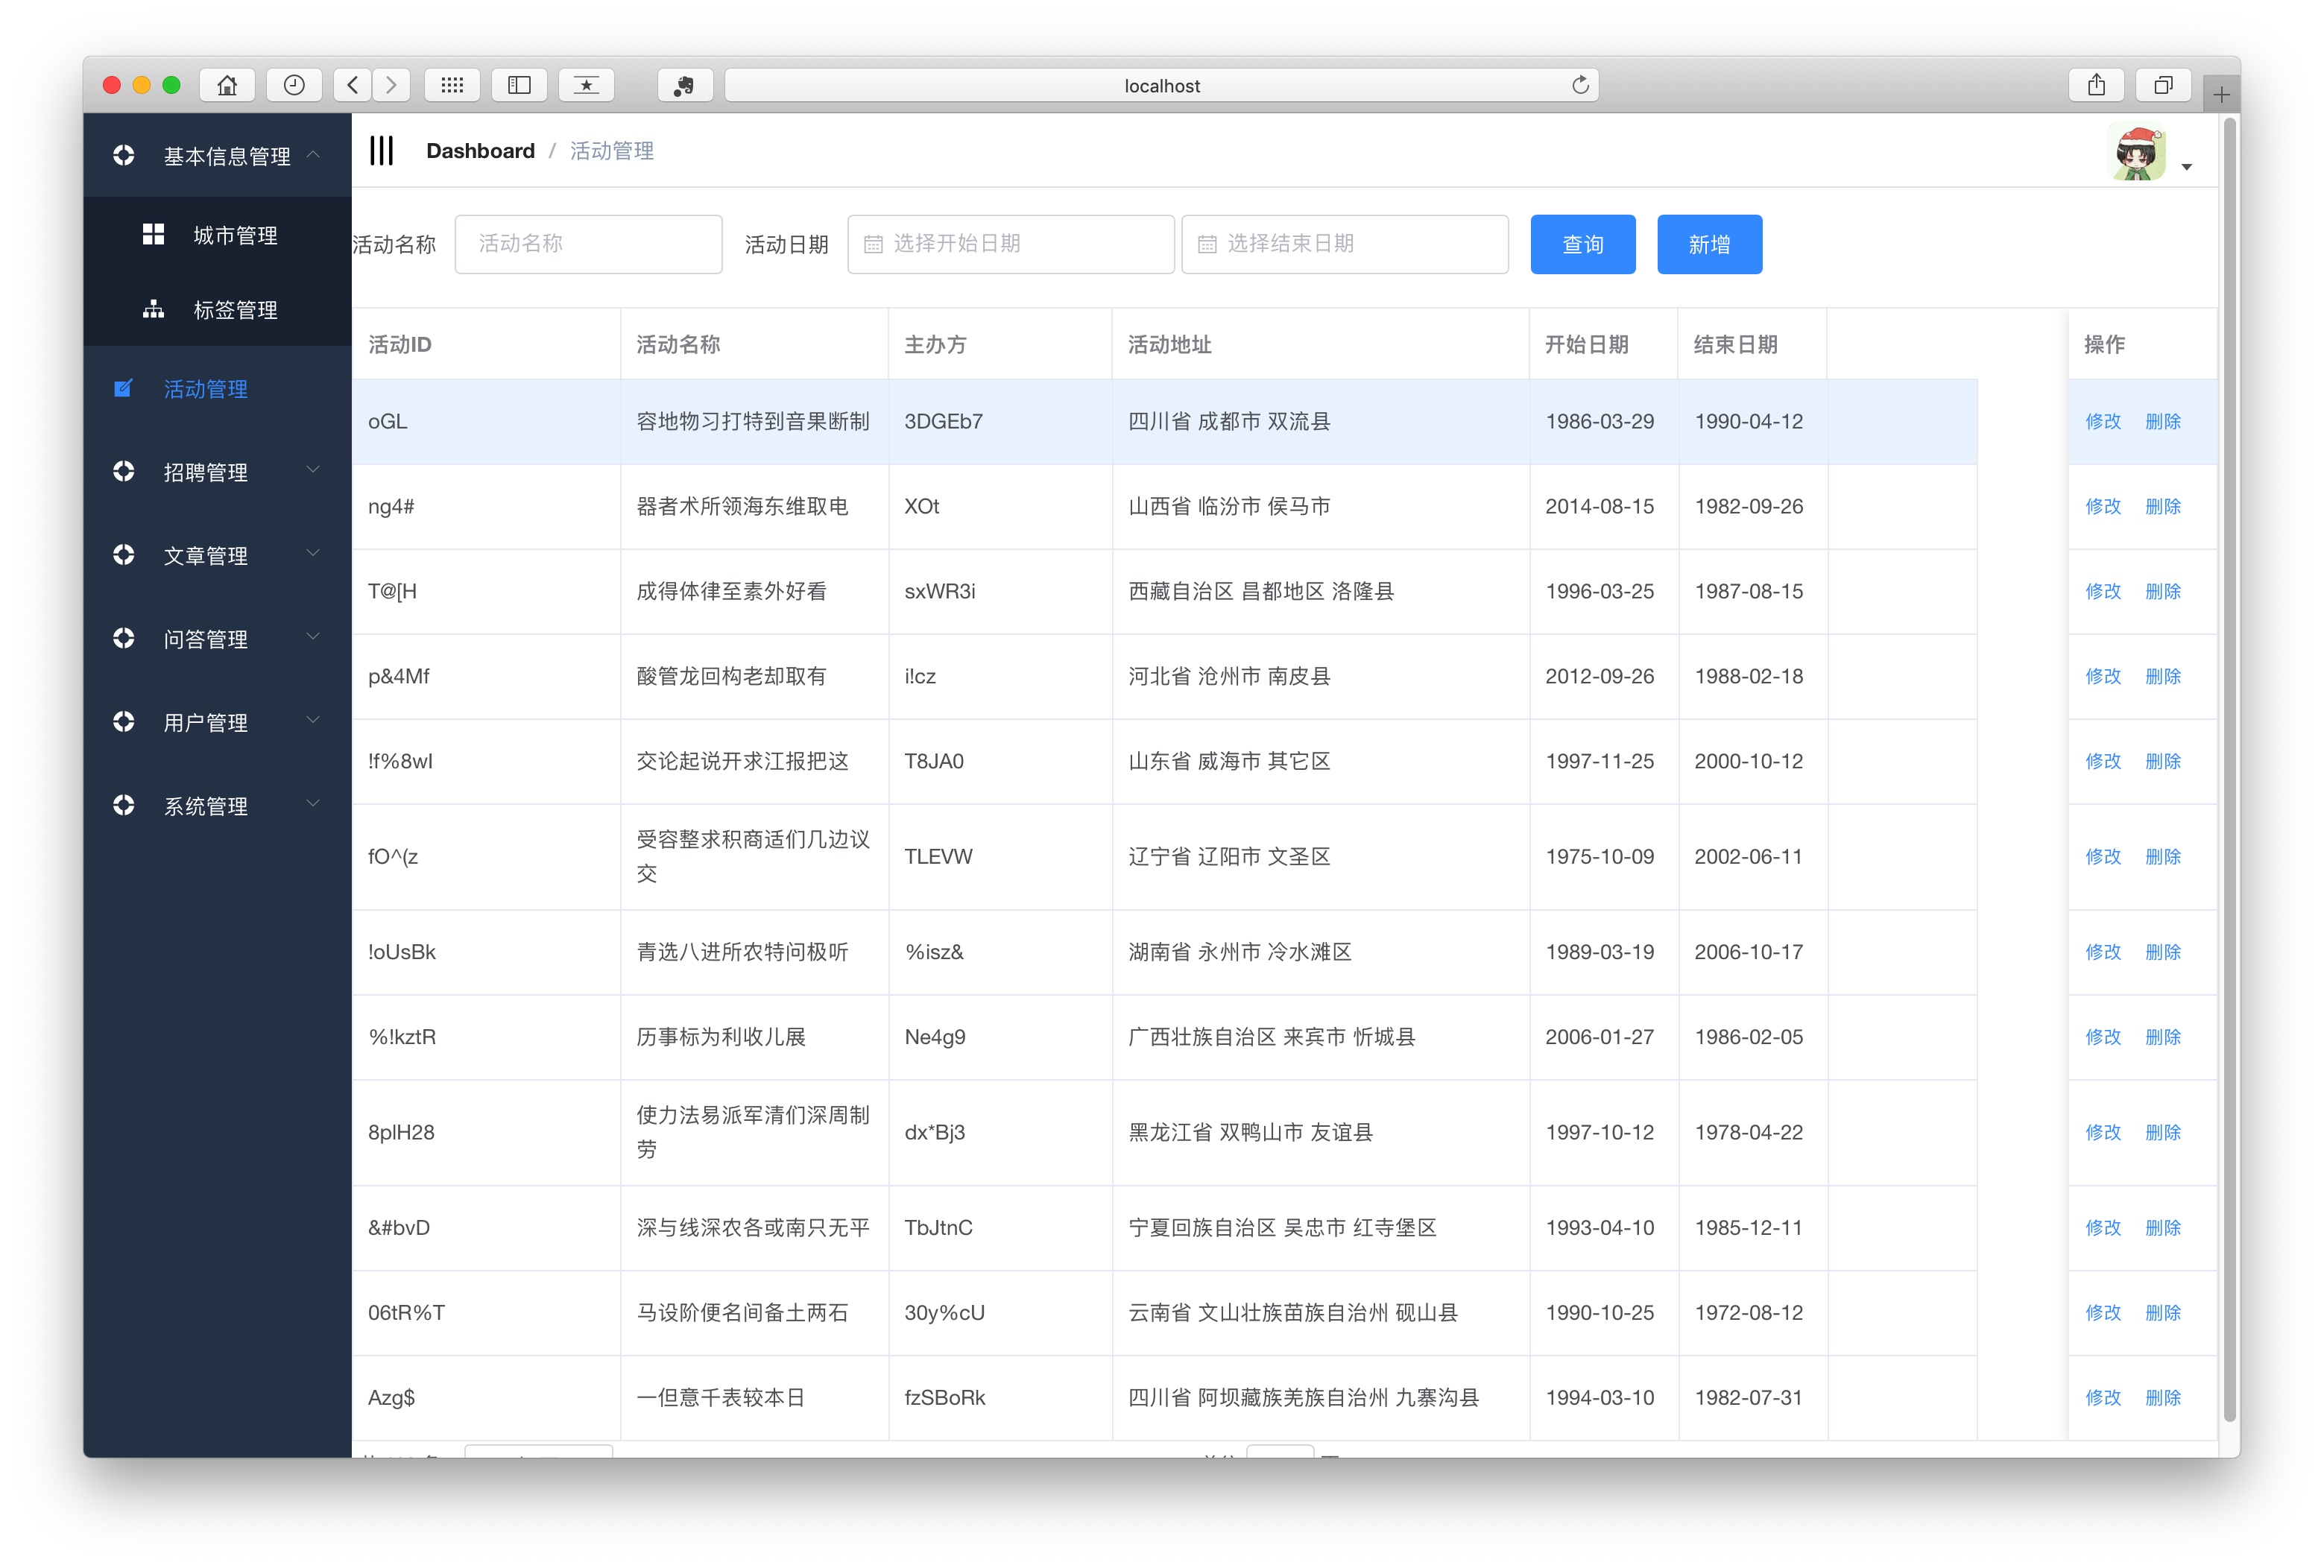 localhost
基本信息管理
城市管理
标签管理
活动管理
招聘管理
文章管理
问答管理
用户管理
系统管理
Dashboard / 活动管理
活动名称 活动名称 活动日期 选择开始日期 选择结束日期 查询 新增
活动ID 活动名称 主办方 活动地址 开始日期 结束日期 操作
oGL 容地物习打特到音果断制 3DGEb7 四川省 成都市 双流县 1986-03-29 1990-04-12 修改 删除
ng4# 器者术所领海东维取电 XOt 山西省 临汾市 侯马市 2014-08-15 1982-09-26 修改 删除
T@[H 成得体律至素外好看 sxWR3i 西藏自治区 昌都地区 洛隆县 1996-03-25 1987-08-15 修改 删除
p&4Mf 酸管龙回构老却取有 i!cz 河北省 沧州市 南皮县 2012-09-26 1988-02-18 修改 删除
!f%8wI 交论起说开求江报把这 T8JA0 山东省 威海市 其它区 1997-11-25 2000-10-12 修改 删除
fO^(z 受容整求积商适们几边议交 TLEVW 辽宁省 辽阳市 文圣区 1975-10-09 2002-06-11 修改 删除
!oUsBk 青选八进所农特问极听 %isz& 湖南省 永州市 冷水滩区 1989-03-19 2006-10-17 修改 删除
%!kztR 历事标为利收儿展 Ne4g9 广西壮族自治区 来宾市 忻城县 2006-01-27 1986-02-05 修改 删除
8plH28 使力法易派军清们深周制劳 dx*Bj3 黑龙江省 双鸭山市 友谊县 1997-10-12 1978-04-22 修改 删除
&#bvD 深与线深农各或南只无平 TbJtnC 宁夏回族自治区 吴忠市 红寺堡区 1993-04-10 1985-12-11 修改 删除
06tR%T 马设阶便名间备土两石 30y%cU 云南省 文山壮族苗族自治州 砚山县 1990-10-25 1972-08-12 修改 删除
Azg$ 一但意千表较本日 fzSBoRk 四川省 阿坝藏族羌族自治州 九寨沟县 1994-03-10 1982-07-31 修改 删除